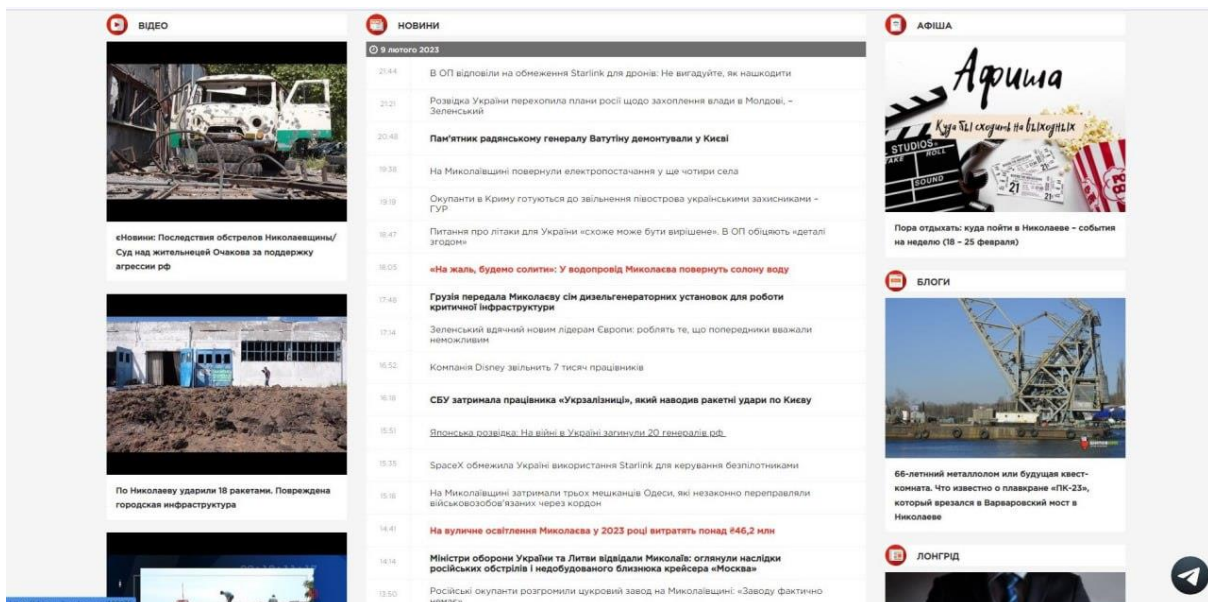 ВІДЕО
єНовини: Последствия обстрелов Николаевщины/
Суд над жительницей Очакова за поддержку
агрессии рф
По Николаеву ударили 18 ракетами. Повреждена
городская инфраструктура
НОВИНИ
9 лютого 2023
21:44 В ОП відповіли на обмеження Starlink для дронів: Не вигадуйте, як нашкодити
21:21 Розвідка України перехопила плани росії щодо захоплення влади в Молдові, –
Зеленський
20:40 Пам'ятник радянському генералу Ватутіну демонтували у Києві
19:38 На Миколаївщині повернули електропостачання у ще чотири села
19:19 Окупанти в Криму готуються до звільнення півострова українськими захисниками –
ГУР
18:47 Питання про літаки для України «схоже може бути вирішене». В ОП обіцяють «деталі
згодом»
18:05 «На жаль, будемо солити»: У водопровід Миколаєва повернуть солону воду
17:48 Грузія передала Миколаєву сім дизельгенераторних установок для роботи
критичної інфраструктури
17:14 Зеленський вдячний новим лідерам Європи: роблять те, що попередники вважали
неможливим
16:52 Компанія Disney звільнить 7 тисяч працівників
16:18 СБУ затримала працівника «Укрзалізниці», який наводив ракетні удари по Києву
15:51 Японська розвідка: На війні в Україні загинули 20 генералів рф
15:35 SpaceX обмежила Україні використання Starlink для керування безпілотниками
15:18 На Миколаївщині затримали трьох мешканців Одеси, які незаконно переправляли
військовозобов'язаних через кордон
14:41 На вуличне освітлення Миколаєва у 2023 році витратять понад ₴46,2 млн
14:14 Міністри оборони України та Литви відвідали Миколаїв: оглянули наслідки
російських обстрілів і недобудованого близнюка крейсера «Москва»
13:50 Російські окупанти розгромили цукровий завод на Миколаївщині: «Заводу фактично
немає»
АФІША
Афиша
Куда бы сходить на выходных
STUDIOS
TAKE ROLL
SOUND
21
21
Пора отдыхать: куда пойти в Николаеве – события
на неделю (18 – 25 февраля)
БЛОГИ
66-летний металлолом или будущая квест-
комната. Что известно о плавкране «ПК-23»,
который врезался в Варваровский мост в
Николаеве
ЛОНГРІД